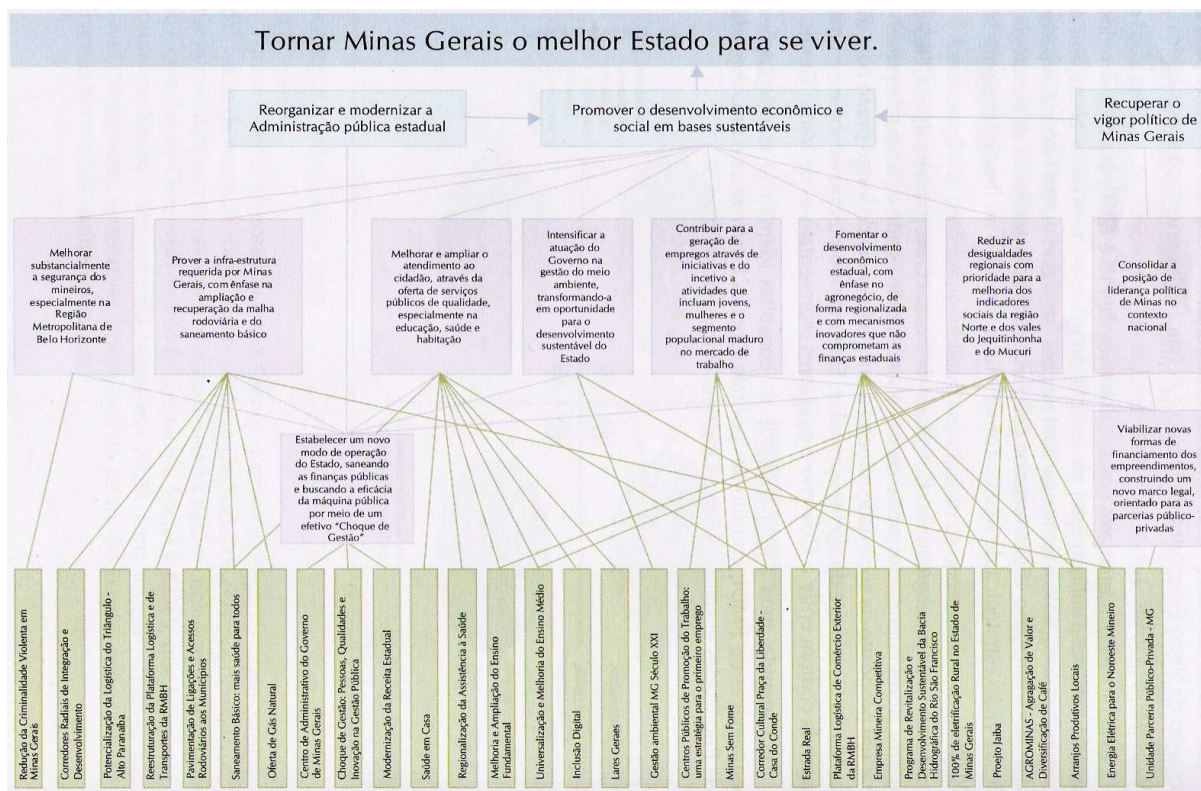 Tornar Minas Gerais o melhor Estado para se viver.
Reorganizar e modernizar a
Administração pública estadual
Promover o desenvolvimento econômico e
social em bases sustentáveis
Recuperar o
vigor político de
Minas Gerais
Melhorar
substancialmente
a segurança dos
mineiros,
especialmente na
Região
Metropolitana de
Belo Horizonte
Prover a infra-estrutura
requerida por Minas
Gerais, com ênfase na
ampliação e
recuperação da malha
rodoviária e do
saneamento básico
Melhorar e ampliar o
atendimento ao
cidadão, através da
oferta de serviços
públicos de qualidade,
especialmente na
educação, saúde e
habitação
Intensificar a
atuação do
Governo na
gestão do meio
ambiente,
transformando-a
em oportunidade
para o
desenvolvimento
sustentável do
Estado
Contribuir para a
geração de
empregos através de
iniciativas e do
incetivo a
atividades que
incluam jovens,
mulheres e o
segmento
populacional maduro
no mercado de
trabalho
Fomentar o
desenvolvimento
econômico
estadual, com
ênfase no
agronegócio, de
forma regionalizada
e com mecanismos
inovadores que não
comprometam as
finanças estaduais
Reduzir as
desigualdades
regionais com
prioridade para a
melhoria dos
indicadores
sociais da região
Norte e dos vales
do Jequitinhonha
e do Mucuri
Consolidar a
posição de
liderança política
de Minas no
contexto
nacional
Estabelecer um novo
modo de operação
do Estado, saneando
as finanças públicas
e buscando a eficácia
da máquina pública
por meio de um
efetivo "Choque de
Gestão"
Viabilizar novas
formas de
financiamento dos
empreendimentos,
construindo um
novo marco legal,
orientado para as
parcerias público-
privadas
Redução da Criminalidade Violenta em
Minas Gerais
Corredores Radiais de Integração e
Desenvolvimento
Potencialização da Logística do Triângulo -
Alto Paranaíba
Reestruturação da Plataforma Logística e de
Transportes da RMBH
Pavimentação de Ligações e Acessos
Rodoviários aos Municípios
Saneamento Básico: mais saúde para todos
Oferta de Gás Natural
Centro de Administrativo do Governo
de Minas Gerais
Choque de Gestão: Pessoas, Qualidades e
Inovação na Gestão Pública
Modernização da Receita Estadual
Saúde em Casa
Regionalização da Assistência à Saúde
Melhoria e Ampliação do Ensino
Fundamental
Universalização e Melhoria do Ensino Médio
Inclusão Digital
Lares Geraes
Gestão ambiental MG Século XXI
Centros Públicos de Promoção do Trabalho:
uma estratégia para o primeiro emprego
Minas Sem Fome
Corredor Cultural Praça da Liberdade -
Casa do Conde
Estrada Real
Plataforma Logística de Comércio Exterior
da RMBH
Empresa Mineira Competitiva
Programa de Revitalização e
Desenvolvimento Sustentável da Bacia
Hidrográfica do Rio São Francisco
100% de eletrificação Rural no Estado de
Minas Gerais
Proejto Jaíba
AGROMINAS - Agragação de Valor e
Diversificação de Café
Arranjos Produtivos Locais
Energia Elétrica para o Noroeste Mineiro
Unidade Parceria Público-Privada - MG